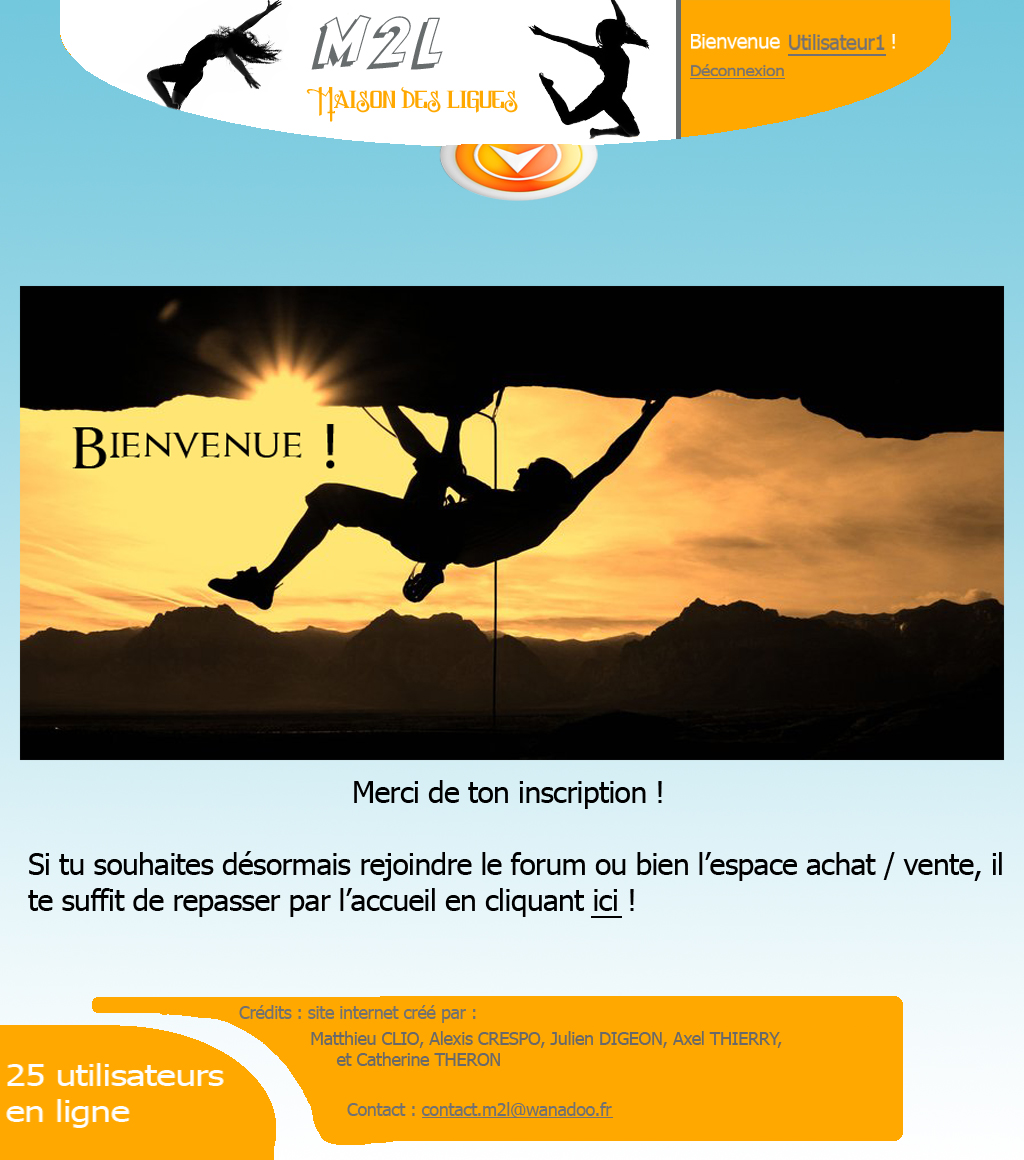 M2L
Maison des ligues
Bienvenue Utilisateur1 !
Déconnexion
Bienvenue !
Merci de ton inscription !
Si tu souhaites désormais rejoindre le forum ou bien l’espace achat / vente, il
te suffit de repasser par l’accueil en cliquant ici !
Crédits : site internet créé par :
Matthieu CLIO, Alexis CRESPO, Julien DIGEON, Axel THIERRY,
et Catherine THERON
Contact : contact.m2l@wanadoo.fr
25 utilisateurs
en ligne